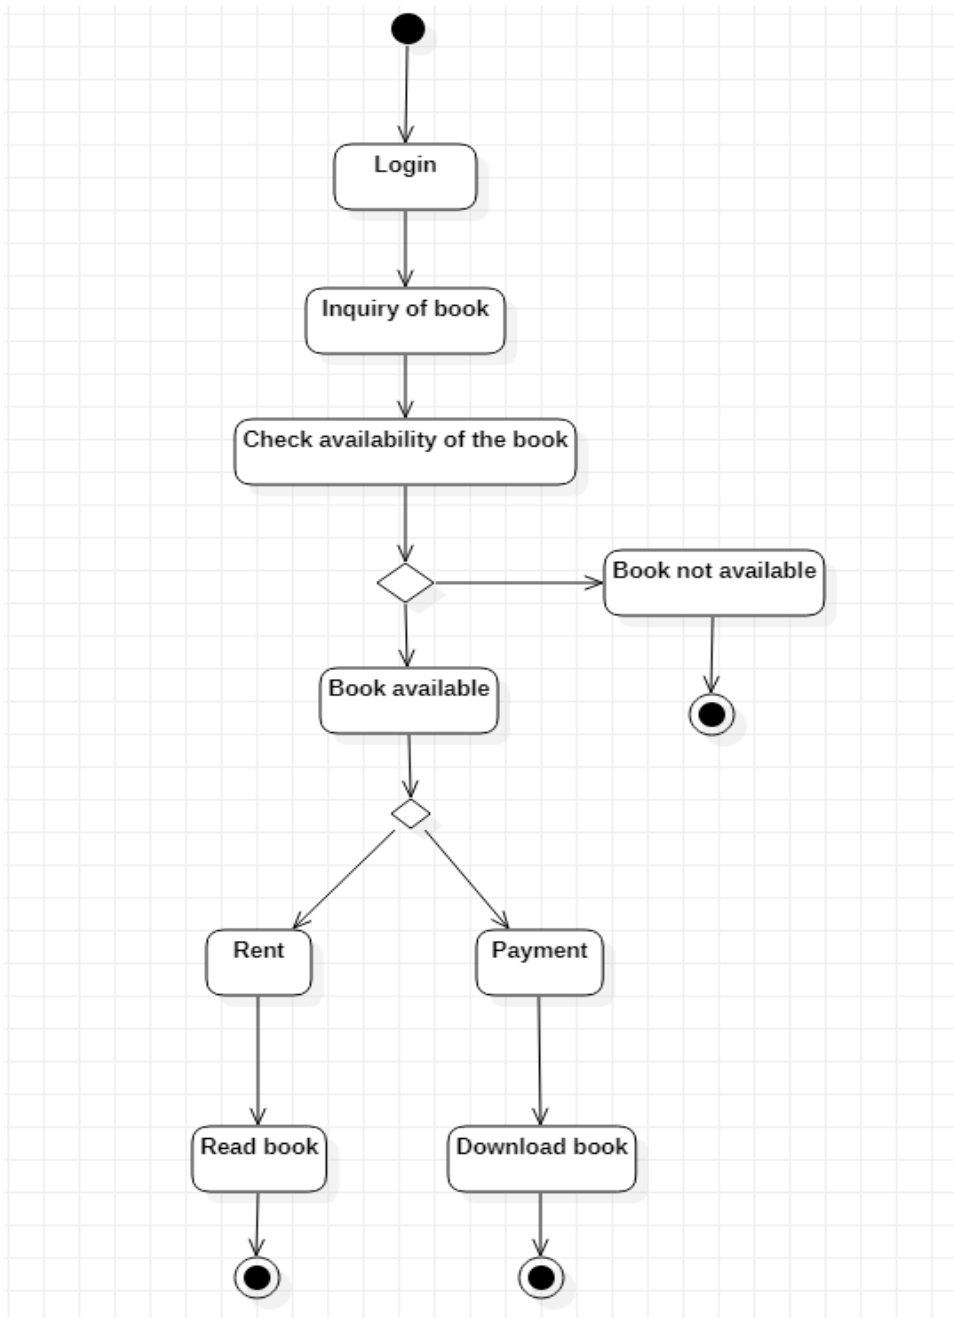 Login
Inquiry of book
Check availability of the book
Book not available
Book available
Rent
Payment
Read book
Download book